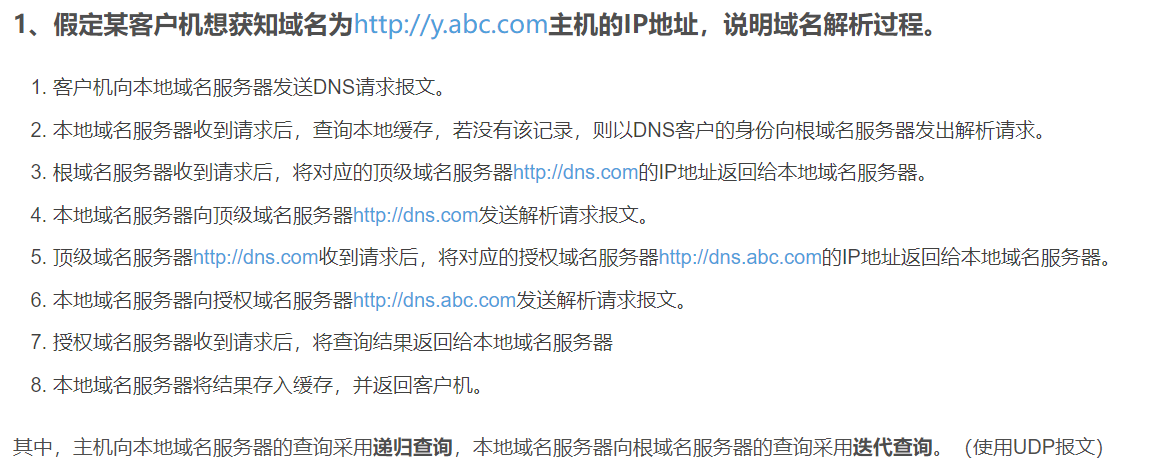 1、假定某客户机想获知域名为http://y.abc.com主机的IP地址，说明域名解析过程。
1. 客户机向本地域名服务器发送DNS请求报文。
2. 本地域名服务器收到请求后，查询本地缓存，若没有该记录，则以DNS客户的身份向根域名服务器发出解析请求。
3. 根域名服务器收到请求后，将对应的顶级域名服务器http://dns.com的IP地址返回给本地域名服务器。
4. 本地域名服务器向顶级域名服务器http://dns.com发送解析请求报文。
5. 顶级域名服务器http://dns.com收到请求后，将对应的授权域名服务器http://dns.abc.com的IP地址返回给本地域名服务器。
6. 本地域名服务器向授权域名服务器http://dns.abc.com发送解析请求报文。
7. 授权域名服务器收到请求后，将查询结果返回给本地域名服务器
8. 本地域名服务器将结果存入缓存，并返回客户机。
其中，主机向本地域名服务器的查询采用递归查询，本地域名服务器向根域名服务器的查询采用迭代查询。（使用UDP报文）